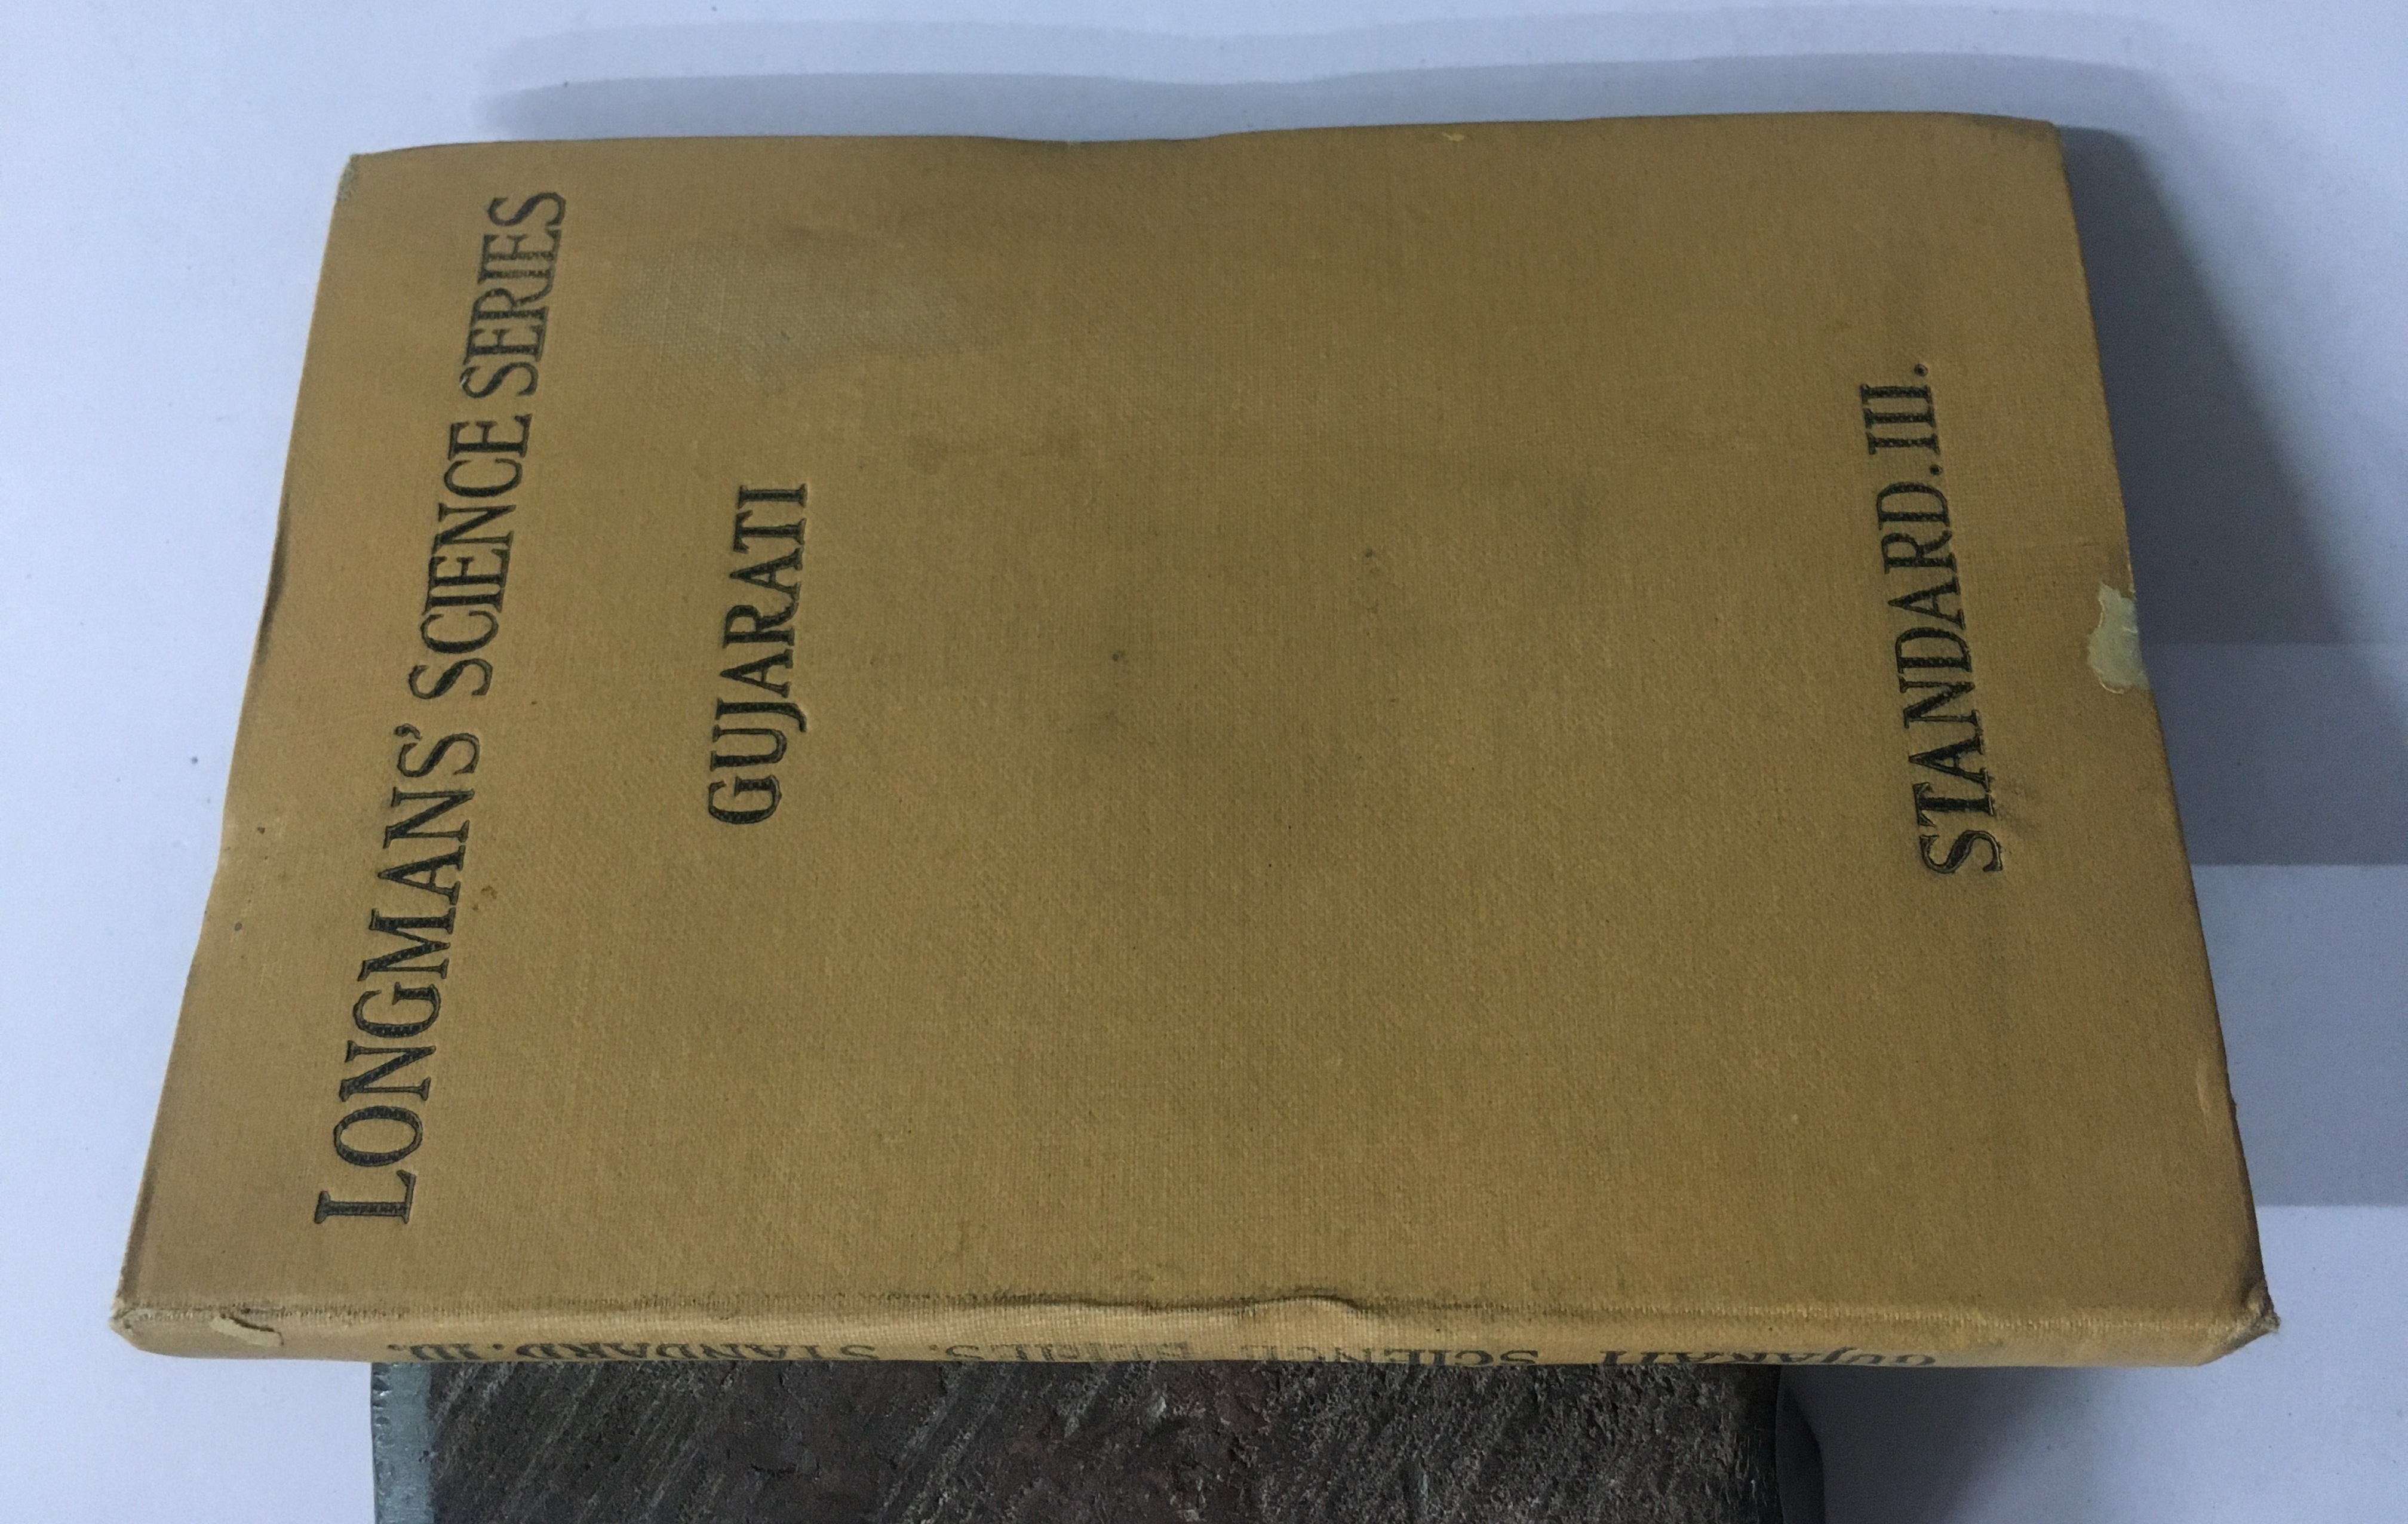 LONGMANS' SCIENCE SERIES
GUJARATI
STANDARD.III.
GUJARATI SCIENCE SERIES. STANDARD.III.